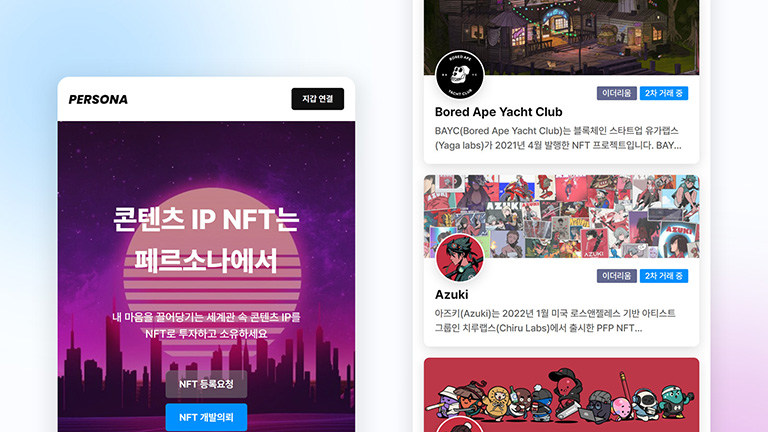 PERSONA
지갑 연결
콘텐츠 IP NFT는
페르소나에서
내 마음을 끌어당기는 세계관 속 콘텐츠 IP를
NFT로 투자하고 소유하세요
NFT 등록요청
NFT 개발의뢰
BORED APE
YACHT CLUB
이더리움
2차 거래 중
Bored Ape Yacht Club
BAYC(Bored Ape Yacht Club)는 블록체인 스타트업 유가랩스
(Yaga labs)가 2021년 4월 발행한 NFT 프로젝트입니다. BAY...
AZUKI
AZUKI
이더리움
2차 거래 중
Azuki
아즈키(Azuki)는 2022년 1월 미국 로스앤젤레스 기반 아티스트
그룹인 치루랩스(Chiru Labs)에서 출시한 PFP NFT...